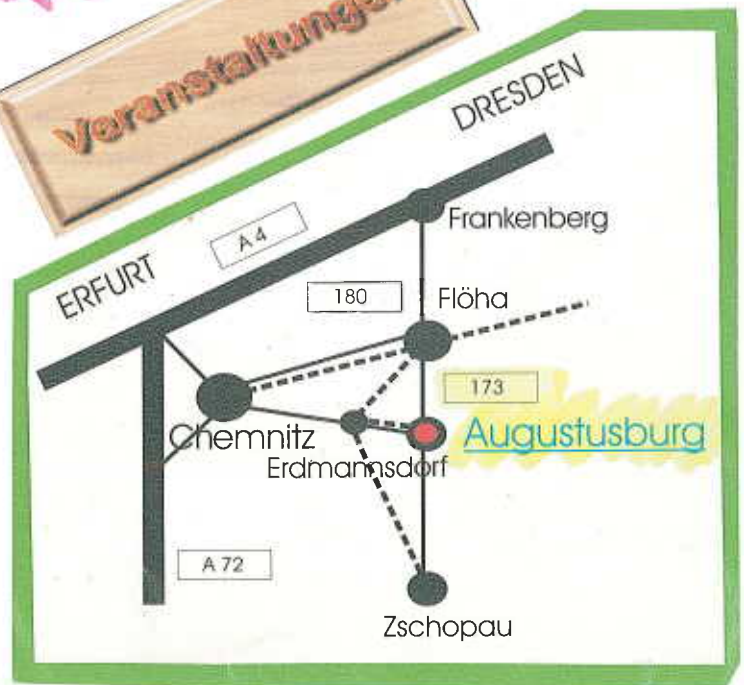 Veranstaltungen
DRESDEN
Frankenberg
A 4
ERFURT
180
Flöha
173
Chemnitz
Augustusburg
Erdmannsdorf
A 72
Zschopau